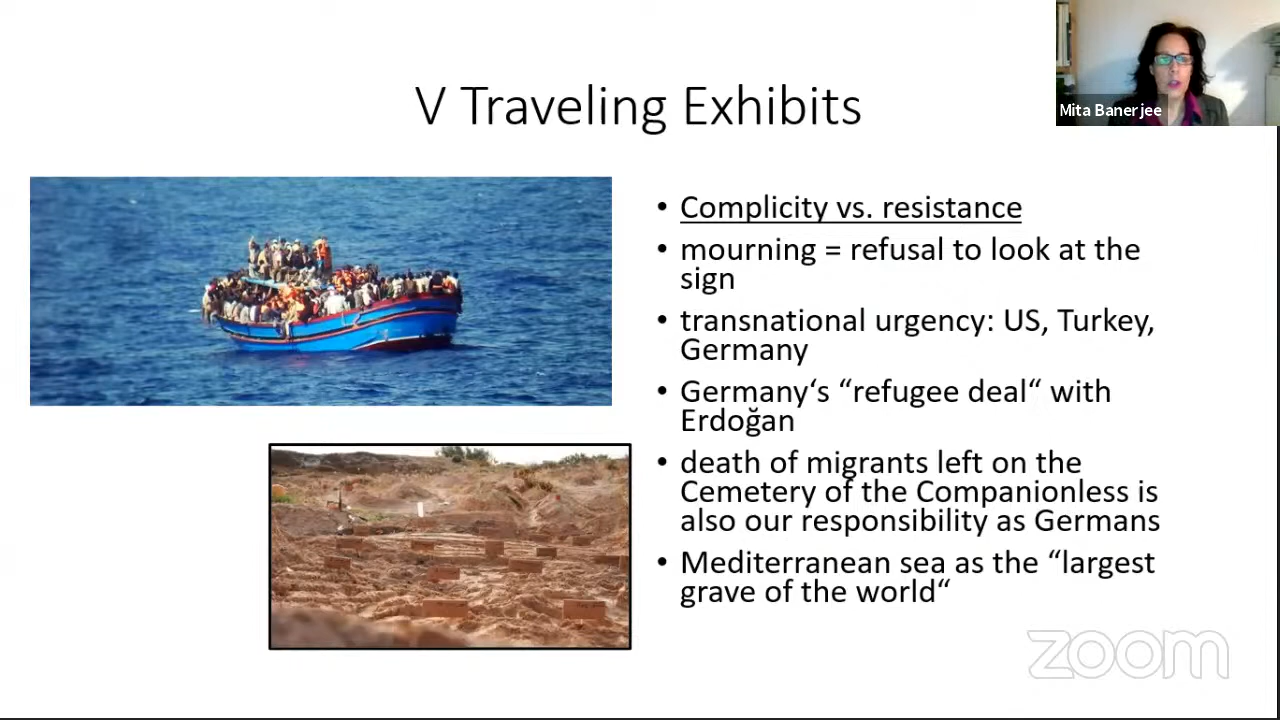 V Traveling Exhibits
Mita Banerjee
• Complicity vs. resistance
• mourning = refusal to look at the
sign
• transnational urgency: US, Turkey,
Germany
• Germany‘s “refugee deal“ with
Erdoğan
• death of migrants left on the
Cemetery of the Companionless is
also our responsibility as Germans
• Mediterranean sea as the “largest
grave of the world“
zoom